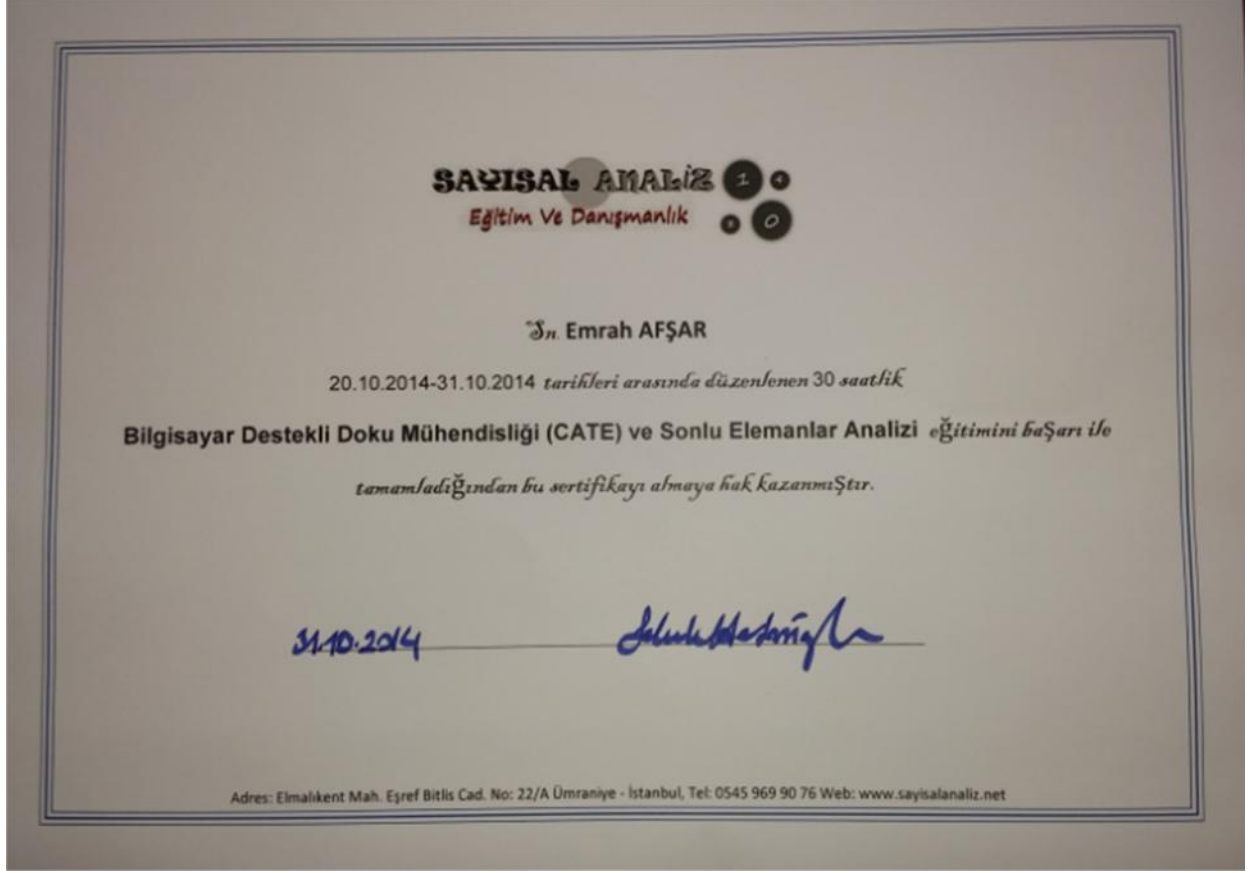 SAYISAL ANALİZ 1 0
Eğitim Ve Danışmanlık
Sn. Emrah AFŞAR
20.10.2014-31.10.2014 tarihleri arasında düzenlenen 30 saatlik
Bilgisayar Destekli Doku Mühendisliği (CATE) ve Sonlu Elemanlar Analizi eğitimini baŞarı ile
tamamladıĞından bu sertifikayı almaya hak kazanmıŞtır.
31.10.2014
Adres: Elmalıkent Mah. Eşref Bitlis Cad. No: 22/A Ümraniye - İstanbul, Tel: 0545 969 90 76 Web: www.sayisalanaliz.net